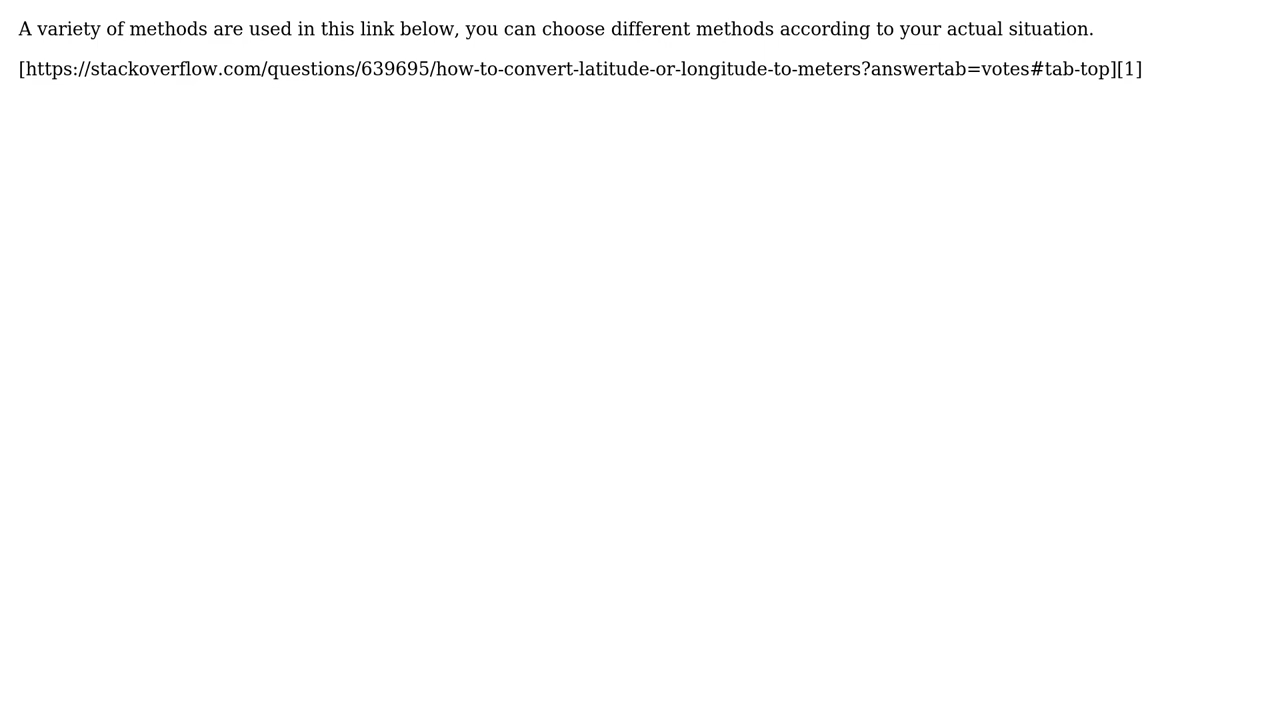 A variety of methods are used in this link below, you can choose different methods according to your actual situation.
[https://stackoverflow.com/questions/639695/how-to-convert-latitude-or-longitude-to-meters?answertab=votes#tab-top][1]